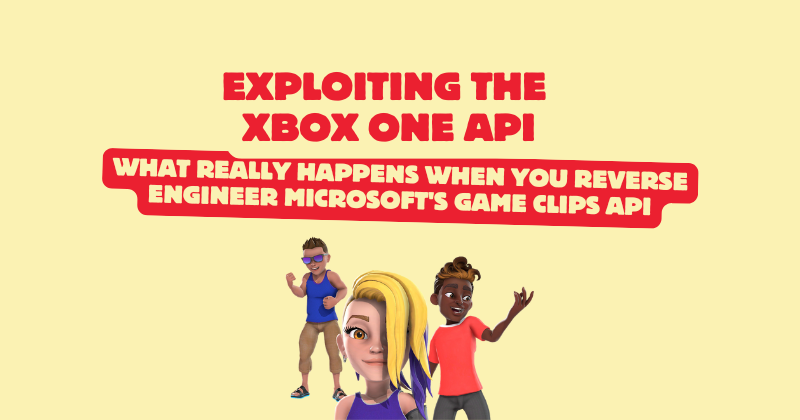 EXPLOITING THE
XBOX ONE API
WHAT REALLY HAPPENS WHEN YOU REVERSE
ENGINEER MICROSOFT'S GAME CLIPS API